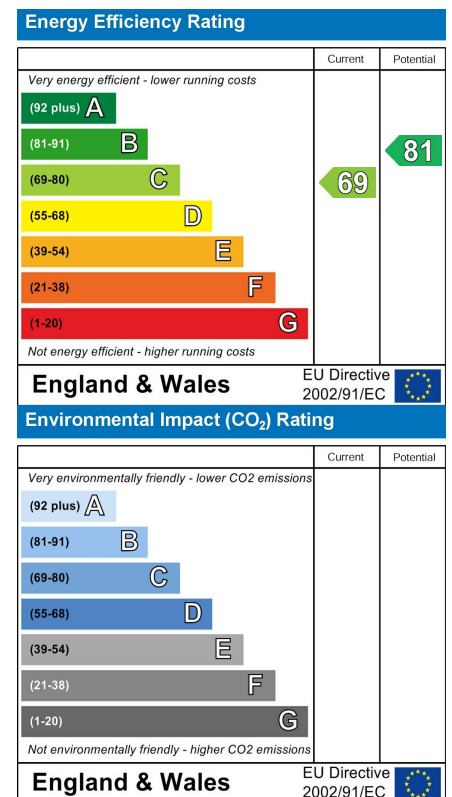 Energy Efficiency Rating
Current Potential
Very energy efficient - lower running costs
(92 plus) A
(81-91) B
81
(69-80) C
69
(55-68) D
(39-54) E
(21-38) F
(1-20) G
Not energy efficient - higher running costs
England & Wales
EU Directive
2002/91/EC
Environmental Impact (CO₂) Rating
Current Potential
Very environmentally friendly - lower CO2 emissions
(92 plus) A
(81-91) B
(69-80) C
(55-68) D
(39-54) E
(21-38) F
(1-20) G
Not environmentally friendly - higher CO2 emissions
England & Wales
EU Directive
2002/91/EC